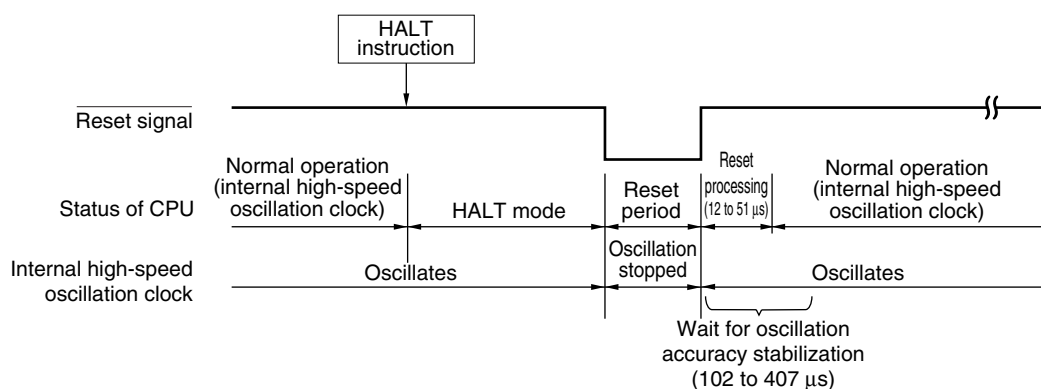 HALT
instruction
Reset signal
Normal operation
(internal high-speed
oscillation clock)
Status of CPU
HALT mode
Reset
period
Reset
processing
(12 to 51 μs)
Normal operation
(internal high-speed
oscillation clock)
Internal high-speed
oscillation clock
Oscillates
Oscillation
stopped
Oscillates
Wait for oscillation
accuracy stabilization
(102 to 407 μs)